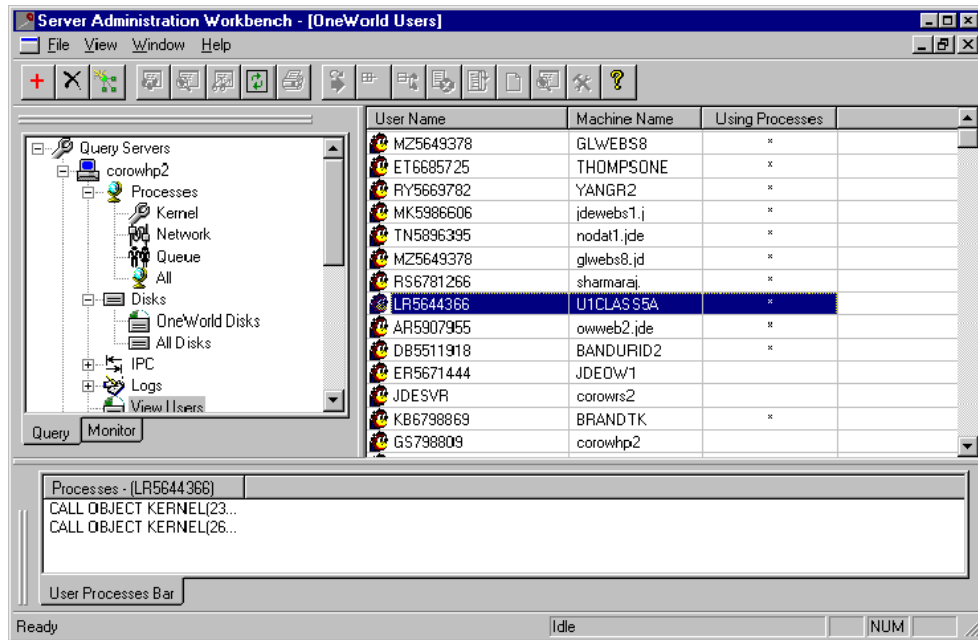 Server Administration Workbench - [OneWorld Users]
File View Window Help
User Name Machine Name Using Processes
MZ5649378 GLWEBS8 *
ET6685725 THOMPSONE *
RY5669782 YANGR2 *
MK5986606 jdewebs1.j *
TN5896395 nodat1.jde *
MZ5649378 glwebs8.jd *
RS6781266 sharmaraj. *
LR5644366 U1CLASS5A *
AR5907955 owweb2.jde *
DB5511918 BANDURID2 *
ER5671444 JDEOW1
JDESVR corowrs2
KB6798869 BRANDTK *
GS798809 corowhp2
Query Servers
corowhp2
Processes
Kernel
Network
Queue
All
Disks
OneWorld Disks
All Disks
IPC
Logs
View Users
Query Monitor
Processes - (LR5644366)
CALL OBJECT KERNEL(23...
CALL OBJECT KERNEL(26...
User Processes Bar
Ready Idle NUM